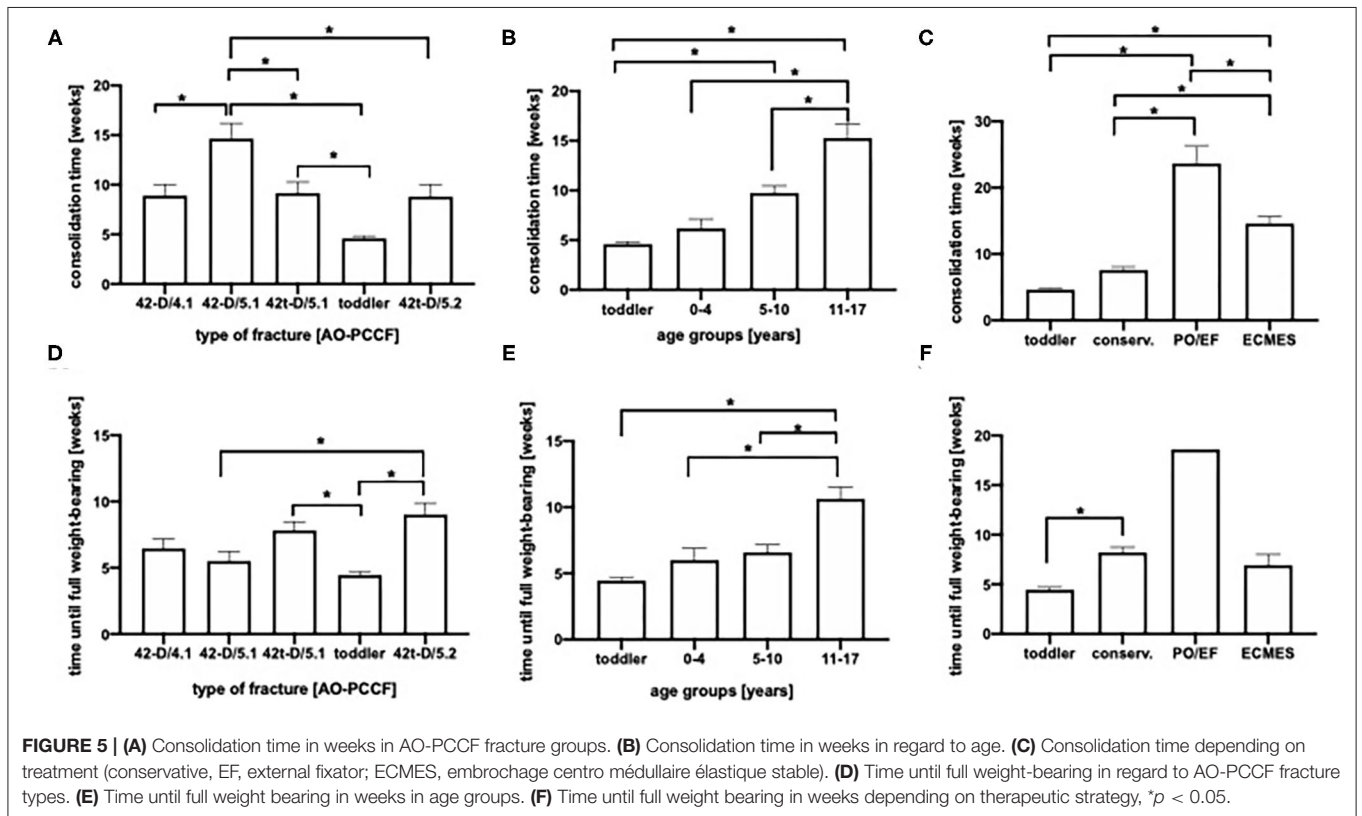 A
*
*
*
*
*
20
15
10
5
0
consolidation time [weeks]
42-D/4.1 42-D/5.1 42t-D/5.1 toddler 42t-D/5.2
type of fracture [AO-PCCF]
B
*
*
*
*
20
15
10
5
0
consolidation time [weeks]
toddler 0-4 5-10 11-17
age groups [years]
C
*
*
*
*
*
30
20
10
0
consolidation time [weeks]
toddler conserv. PO/EF ECMES
D
*
*
*
15
10
5
0
time until full weight-bearing [weeks]
42-D/4.1 42-D/5.1 42t-D/5.1 toddler 42t-D/5.2
type of fracture [AO-PCCF]
E
*
*
*
15
10
5
0
time until full weight-bearing [weeks]
toddler 0-4 5-10 11-17
age groups [years]
F
*
20
15
10
5
0
time until full weight-bearing [weeks]
toddler conserv. PO/EF ECMES
FIGURE 5 | (A) Consolidation time in weeks in AO-PCCF fracture groups. (B) Consolidation time in weeks in regard to age. (C) Consolidation time depending on
treatment (conservative, EF, external fixator; ECMES, embrochage centro médullaire élastique stable). (D) Time until full weight-bearing in regard to AO-PCCF fracture
types. (E) Time until full weight bearing in weeks in age groups. (F) Time until full weight bearing in weeks depending on therapeutic strategy, *p < 0.05.